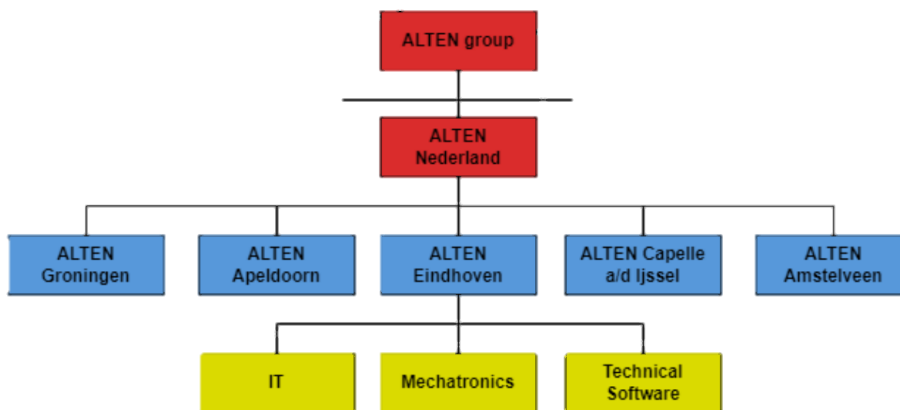 ALTEN group
ALTEN
Nederland
ALTEN
Groningen
ALTEN
Apeldoorn
ALTEN
Eindhoven
ALTEN Capelle
a/d Ijssel
ALTEN
Amstelveen
IT
Mechatronics
Technical
Software